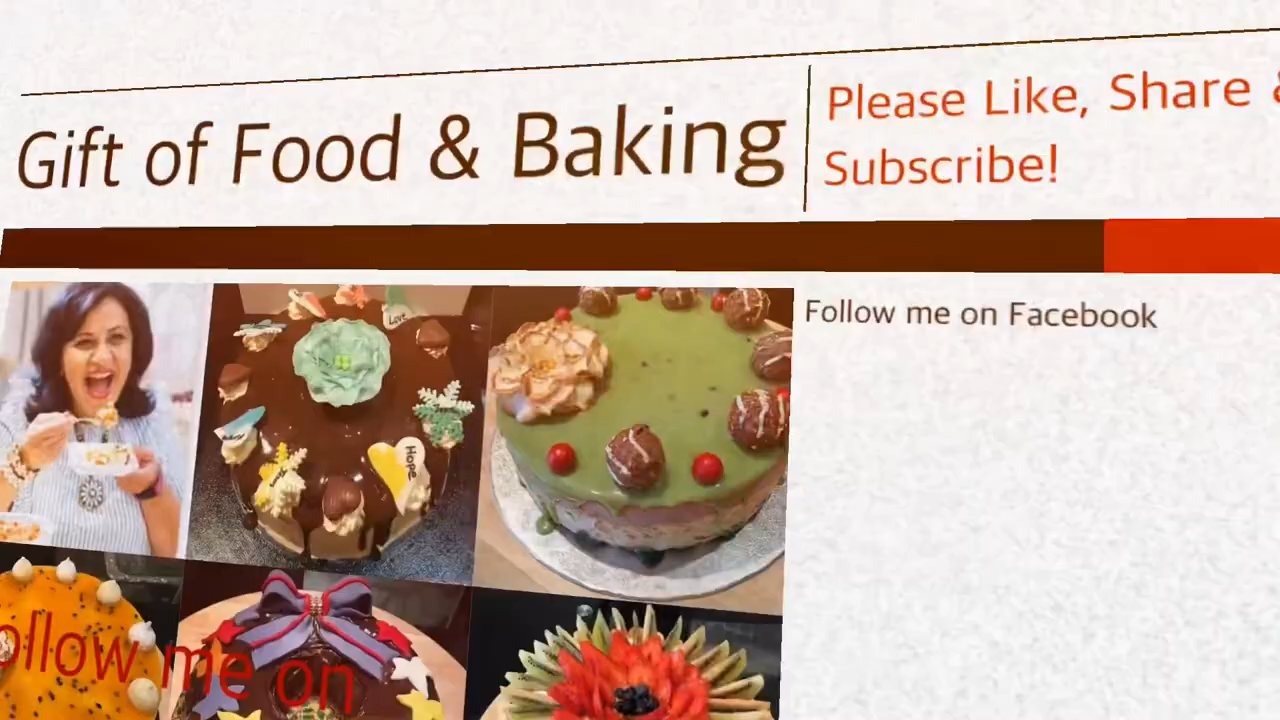 Gift of Food & Baking
Please Like, Share &
Subscribe!
Follow me on Facebook
Love
Hope
ollow me on